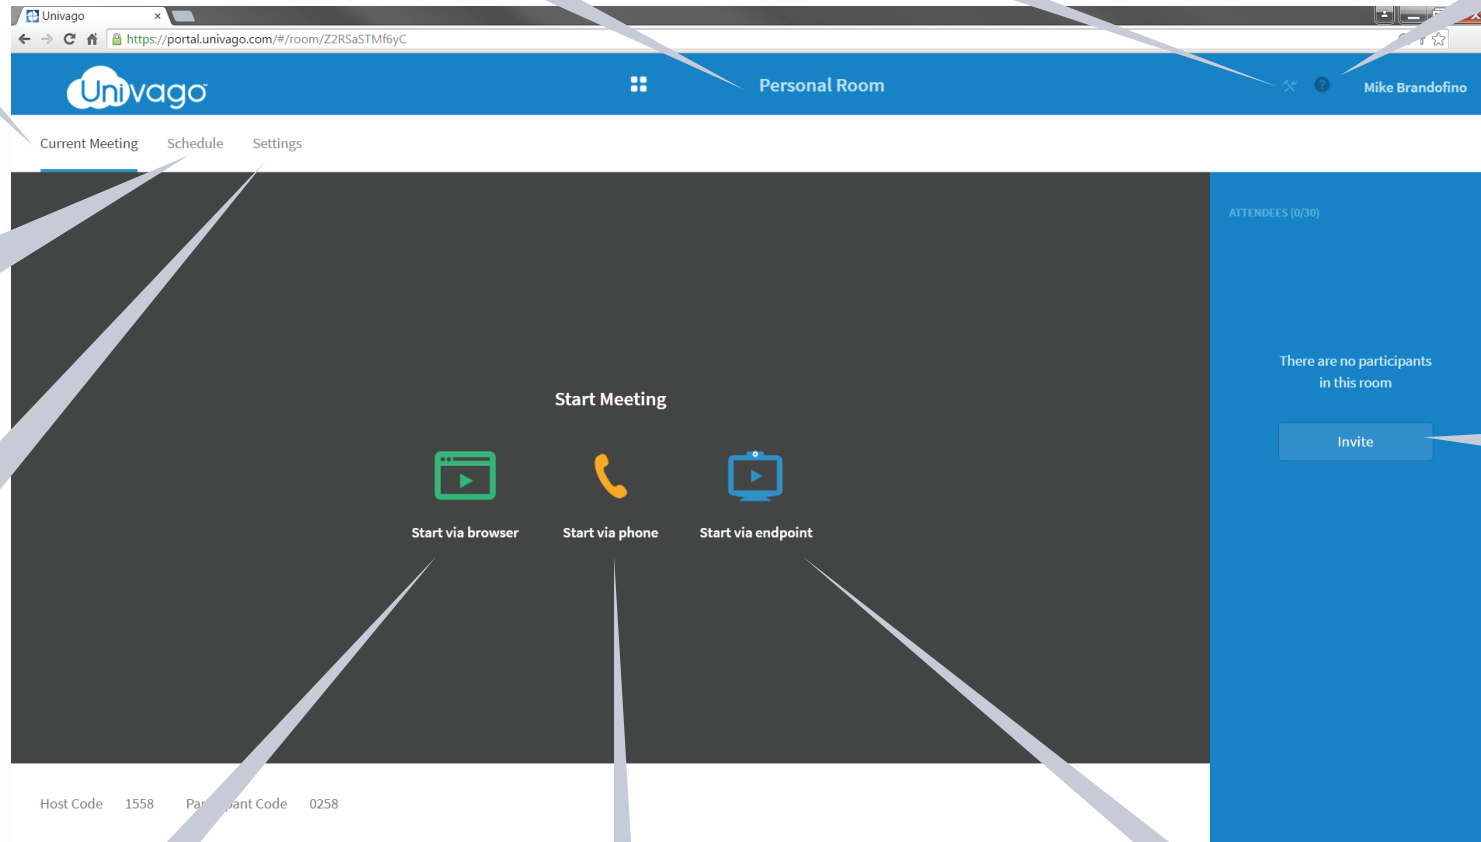 Univago
https://portal.univago.com/#/room/Z2RSaSTMf6yC
Univago
Personal Room
? Mike Brandofino
Current Meeting Schedule Settings
ATTENDEES (0/30)
There are no participants
in this room
Invite
Start Meeting
Start via browser Start via phone Start via endpoint
Host Code 1558 Code 0258